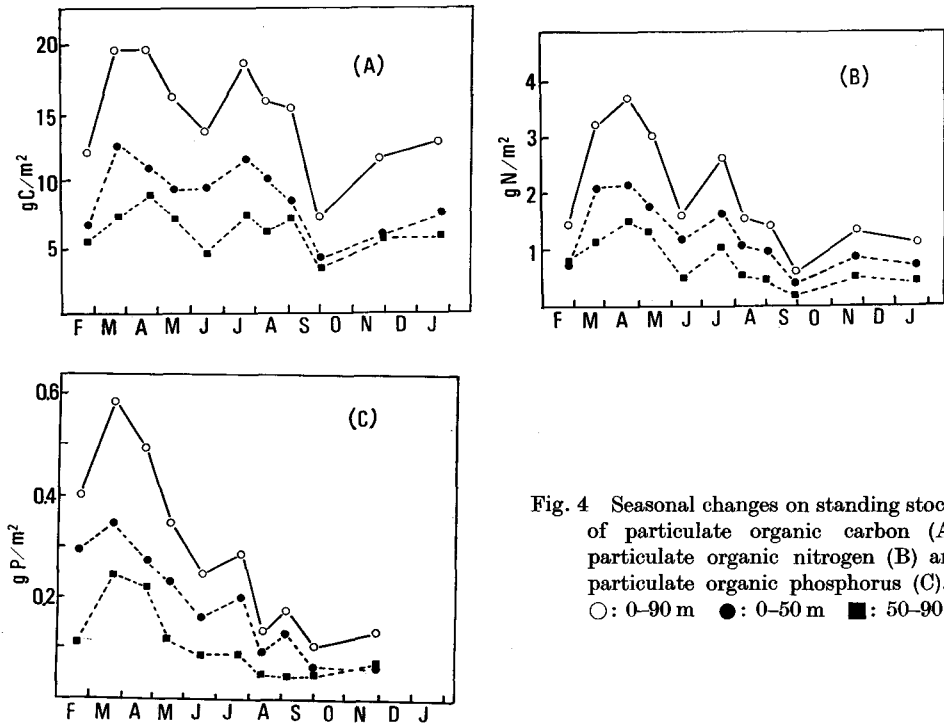 20
15
10
5
gC/m²
(A)
F M A M J J A S O N D J
4
3
2
1
gN/m²
(B)
F M A M J J A S O N D J
0.6
0.4
0.2
gP/m²
(C)
F M A M J J A S O N D J
Fig. 4 Seasonal changes on standing stoc
of particulate organic carbon (A
particulate organic nitrogen (B) an
particulate organic phosphorus (C).
○: 0–90 m ●: 0–50 m ■: 50–90